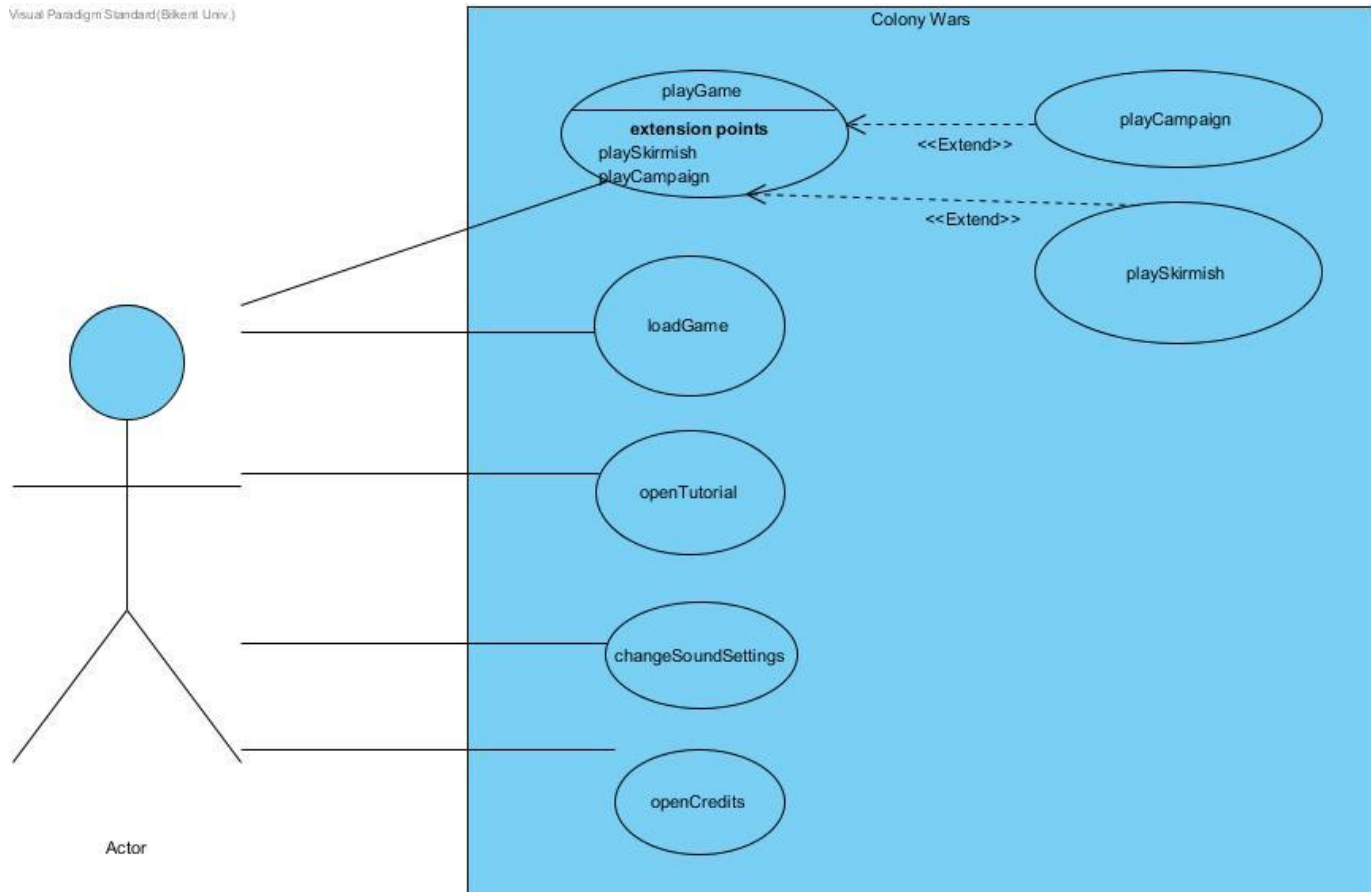 Visual Paradigm Standard(Bilkent Univ.)
Colony Wars
playGame
extension points
playSkirmish
playCampaign
<<Extend>>
playCampaign
<<Extend>>
playSkirmish
loadGame
openTutorial
changeSoundSettings
openCredits
Actor